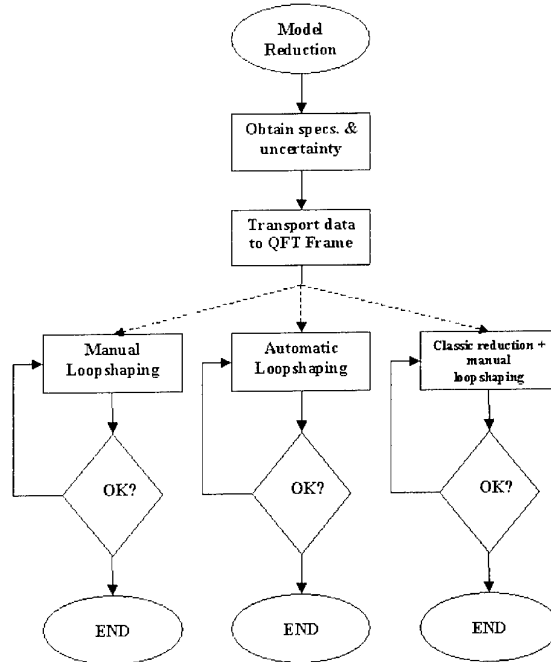 Model
Reduction
Obtain specs. &
uncertainty
Transport data
to QFT Frame
Manual
Loopshaping
Automatic
Loopshaping
Classic reduction +
manual
loopshaping
OK?
OK?
OK?
END
END
END